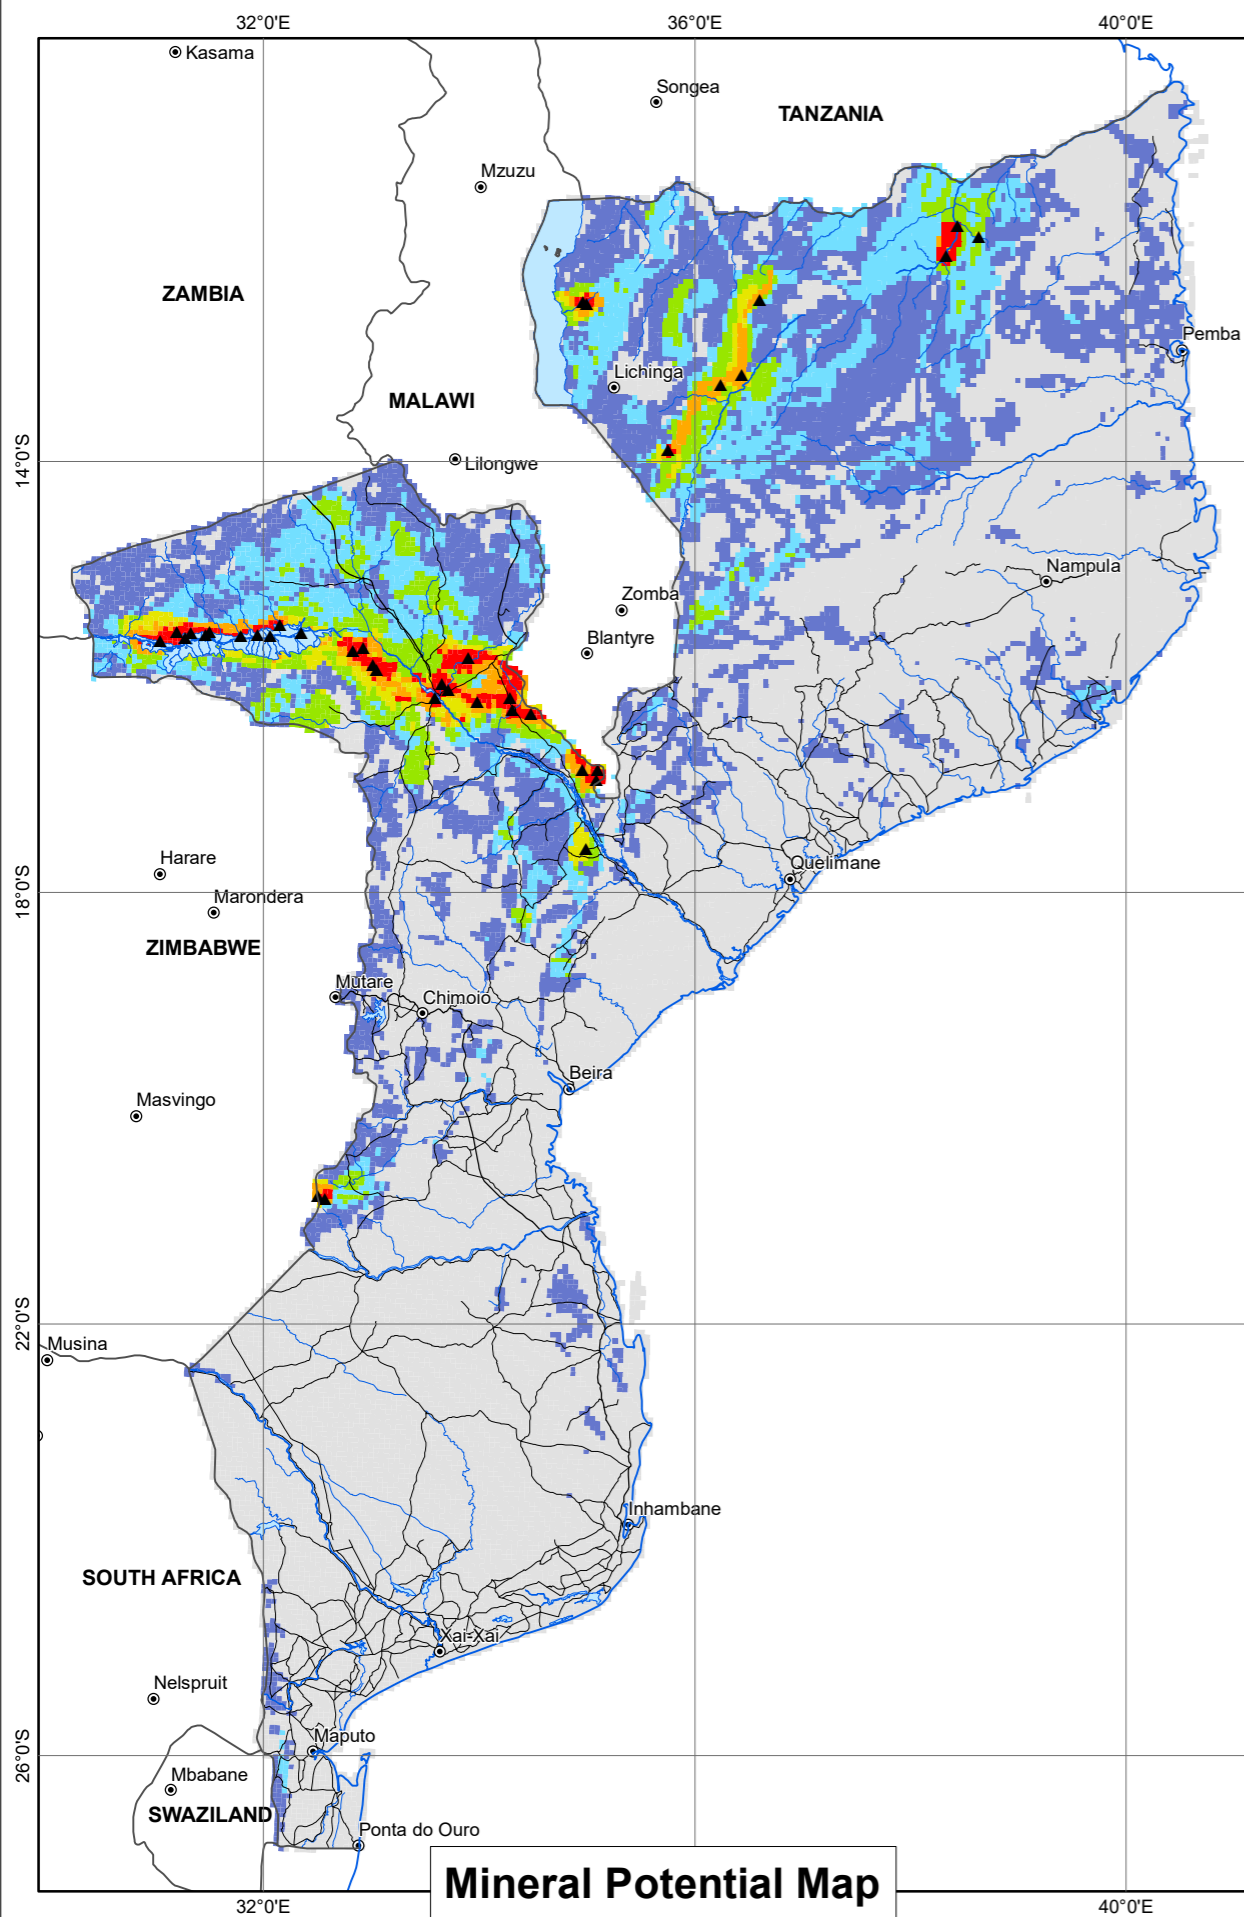 32°0'E 36°0'E 40°0'E
Kasama
Songea
TANZANIA
Mzuzu
ZAMBIA
Pemba
Lichinga
MALAWI
14°0'S
Lilongwe
Nampula
Zomba
Blantyre
Harare
Quelimane
18°0'S
Marondera
ZIMBABWE
Mutare
Chimoio
Beira
Masvingo
22°0'S
Musina
Inhambane
SOUTH AFRICA
Xai-Xai
Nelspruit
Maputo
26°0'S
Mbabane
SWAZILAND
Ponta do Ouro
Mineral Potential Map
32°0'E 40°0'E